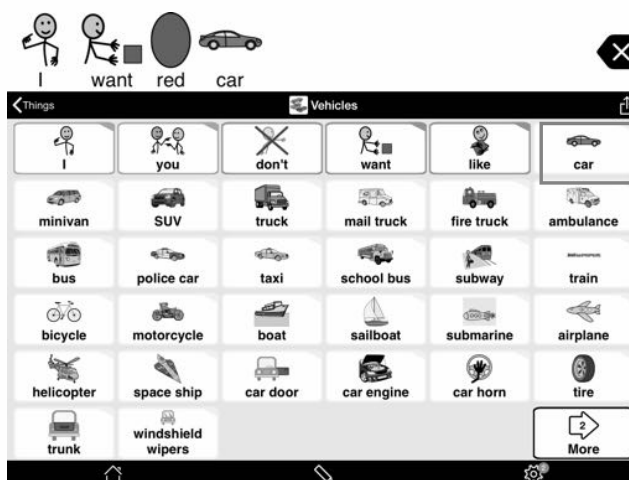 I want red car
Things Vehicles
I you don't want like car
minivan SUV truck mail truck fire truck ambulance
bus police car taxi school bus subway train
bicycle motorcycle boat sailboat submarine airplane
helicopter space ship car door car engine car horn tire
trunk windshield wipers 2 More
2